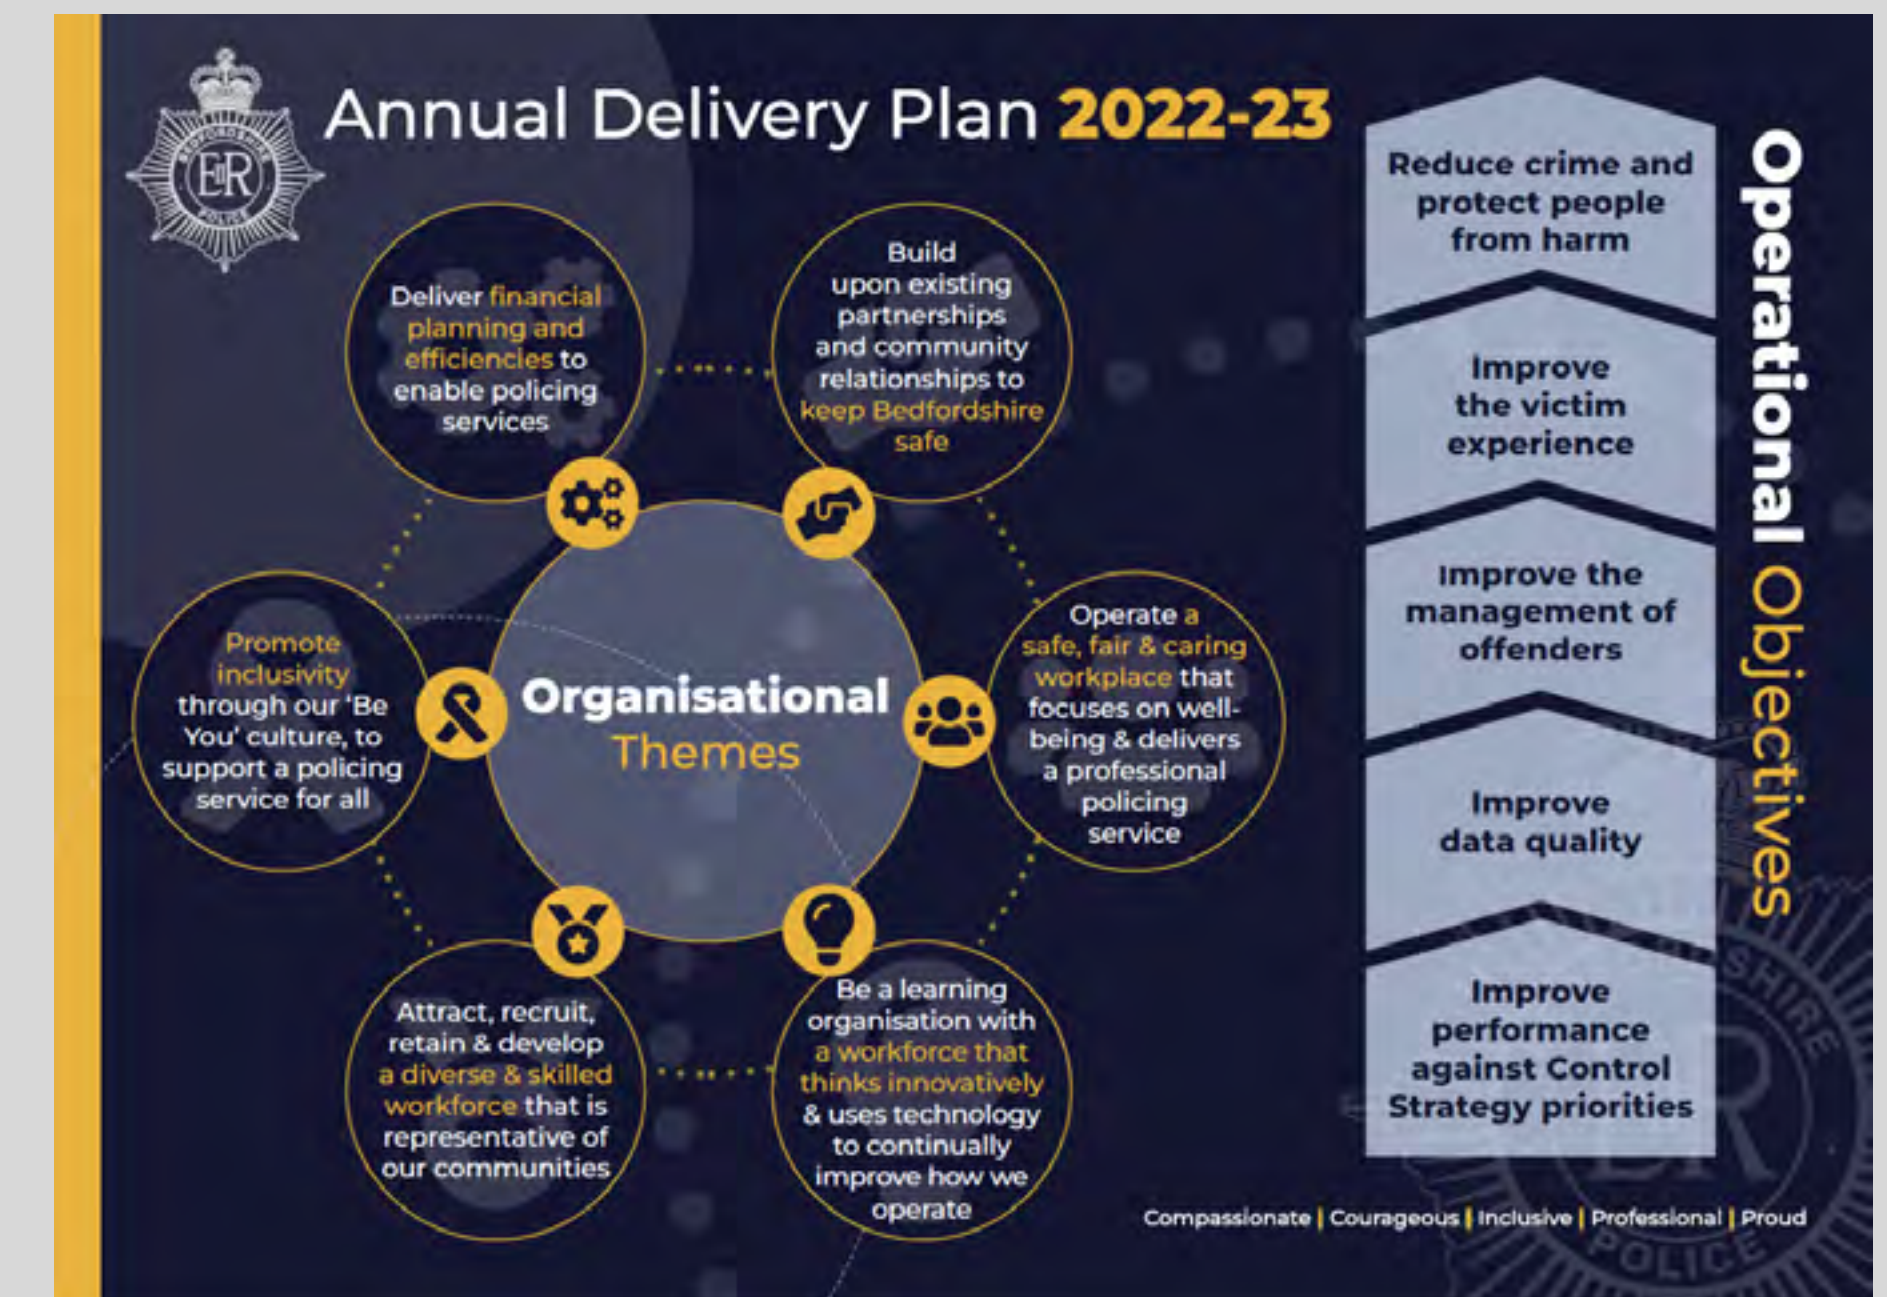 Annual Delivery Plan 2022-23
BEDFORDSHIRE
EIIR
POLICE
Deliver financial
planning and
efficiencies to
enable policing
services
Build
upon existing
partnerships
and community
relationships to
keep Bedfordshire
safe
Promote
inclusivity
through our 'Be
You' culture, to
support a policing
service for all
Organisational
Themes
Operate a
safe, fair & caring
workplace that
focuses on well-
being & delivers
a professional
policing
service
Attract, recruit,
retain & develop
a diverse & skilled
workforce that is
representative of
our communities
Be a learning
organisation with
a workforce that
thinks innovatively
& uses technology
to continually
improve how we
operate
Operational Objectives
Reduce crime and
protect people
from harm
Improve
the victim
experience
Improve the
management of
offenders
Improve
data quality
Improve
performance
against Control
Strategy priorities
Compassionate | Courageous | Inclusive | Professional | Proud
POLICE